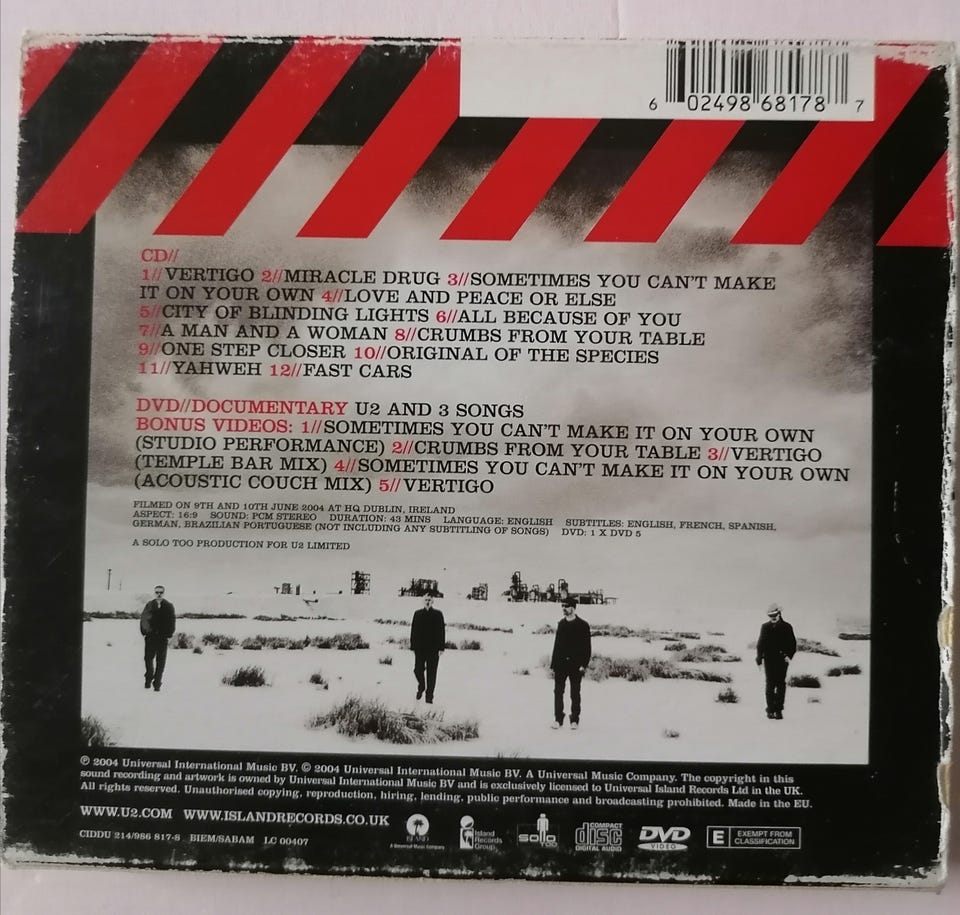 6 02498 68178 7
CD//
1//VERTIGO 2//MIRACLE DRUG 3//SOMETIMES YOU CAN'T MAKE
IT ON YOUR OWN 4//LOVE AND PEACE OR ELSE
5//CITY OF BLINDING LIGHTS 6//ALL BECAUSE OF YOU
7//A MAN AND A WOMAN 8//CRUMBS FROM YOUR TABLE
9//ONE STEP CLOSER 10//ORIGINAL OF THE SPECIES
11//YAHWEH 12//FAST CARS
DVD//DOCUMENTARY U2 AND 3 SONGS
BONUS VIDEOS: 1//SOMETIMES YOU CAN'T MAKE IT ON YOUR OWN
(STUDIO PERFORMANCE) 2//CRUMBS FROM YOUR TABLE 3//VERTIGO
(TEMPLE BAR MIX) 4//SOMETIMES YOU CAN'T MAKE IT ON YOUR OWN
(ACOUSTIC COUCH MIX) 5//VERTIGO
FILMED ON 9TH AND 10TH JUNE 2004 AT HQ DUBLIN, IRELAND
ASPECT: 16:9 SOUND: PCM STEREO DURATION: 43 MINS LANGUAGE: ENGLISH SUBTITLES: ENGLISH, FRENCH, SPANISH,
GERMAN, BRAZILIAN PORTUGUESE (NOT INCLUDING ANY SUBTITLING OF SONGS) DVD: 1 X DVD 5
A SOLO TOO PRODUCTION FOR U2 LIMITED
℗ 2004 Universal International Music BV. © 2004 Universal International Music BV. A Universal Music Company. The copyright in this
sound recording and artwork is owned by Universal International Music BV and is exclusively licensed to Universal Island Records Ltd in the UK.
All rights reserved. Unauthorised copying, reproduction, hiring, lending, public performance and broadcasting prohibited. Made in the EU.
WWW.U2.COM WWW.ISLANDRECORDS.CO.UK
CIDDU 214/986 817-8 BIEM/SABAM LC 00407
ISLAND
A Universal Music Company
Island
Records
Group
SOLO
TOO
COMPACT
disc
DIGITAL AUDIO
DVD
VIDEO
E EXEMPT FROM
CLASSIFICATION